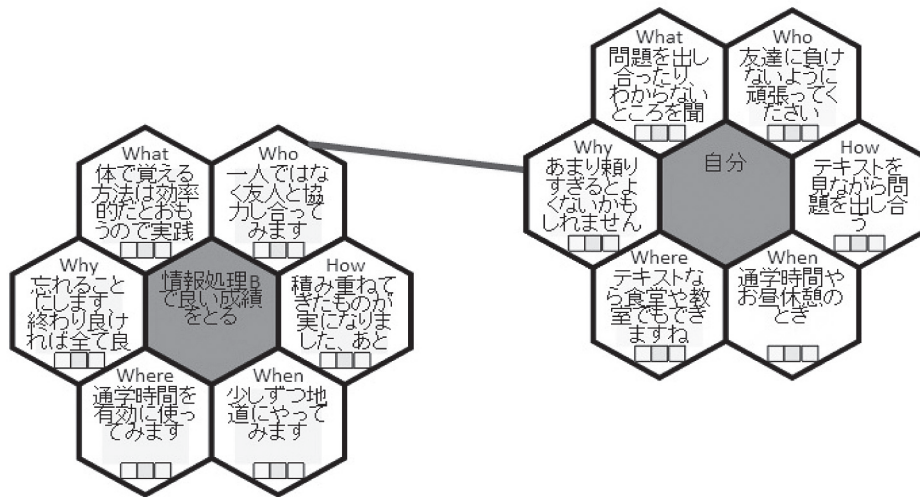 What
体で覚える
方法は効率
的だとおも
うので実践
Who
一人ではな
く友人と協
力し合って
みます
Why
忘れること
にします
終わり良け
れば全て良
情報処理B
で良い成績
をとる
How
積み重ねて
きたものが
実になりま
した、あと
Where
通学時間を
有効に使っ
てみます
When
少しずつ地
道にやって
みます
What
問題を出し
合ったり、
わからない
ところを聞
Who
友達に負け
ないように
頑張ってく
ださい
Why
あまり頼り
すぎるとよ
くないかも
しれません
自分
How
テキストを
見ながら問
題を出し合
う
Where
テキストな
ら食堂や教
室でもでき
ますね
When
通学時間や
お昼休憩の
とき